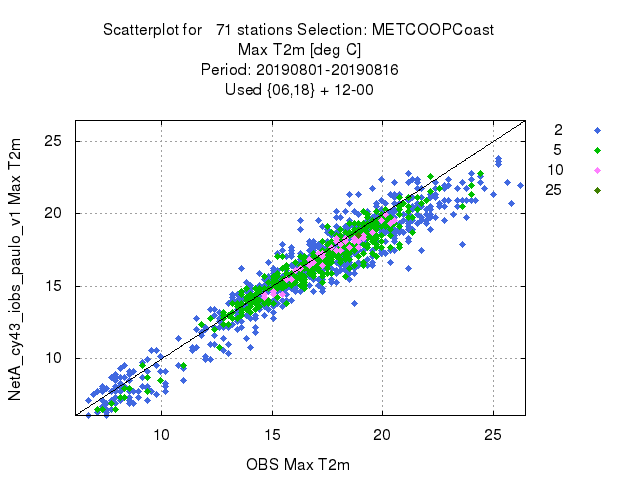 Scatterplot for 71 stations Selection: METCOOPCoast
Max T2m [deg C]
Period: 20190801-20190816
Used {06,18} + 12-00
NetA_cy43_iobs_paulo_v1 Max T2m
25
20
15
10
10 15 20 25
OBS Max T2m
2
5
10
25